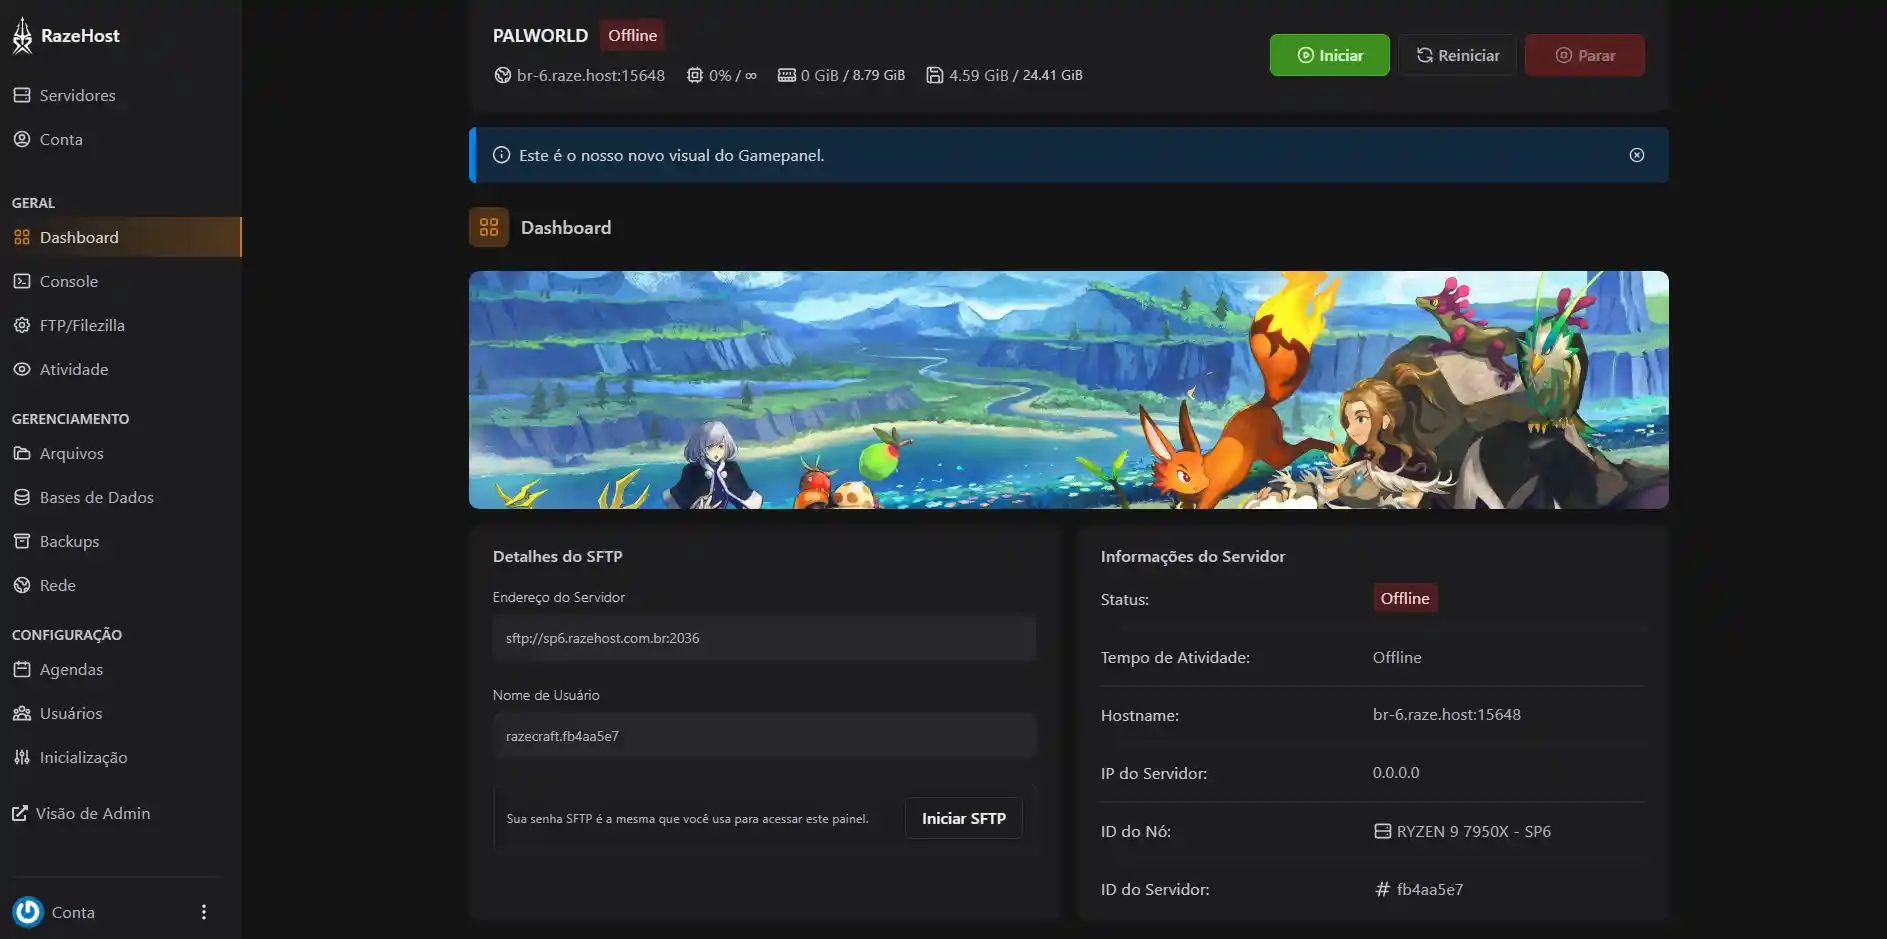 RazeHost
Servidores
Conta
GERAL
Dashboard
Console
FTP/Filezilla
Atividade
GERENCIAMENTO
Arquivos
Bases de Dados
Backups
Rede
CONFIGURAÇÃO
Agendas
Usuários
Inicialização
Visão de Admin
Conta
PALWORLD Offline
br-6.raze.host:15648 0% / ∞ 0 GiB / 8.79 GiB 4.59 GiB / 24.41 GiB
Iniciar Reiniciar Parar
Este é o nosso novo visual do Gamepanel.
Dashboard
Detalhes do SFTP
Endereço do Servidor
sftp://sp6.razehost.com.br:2036
Nome de Usuário
razecraft.fb4aa5e7
Sua senha SFTP é a mesma que você usa para acessar este painel.
Iniciar SFTP
Informações do Servidor
Status: Offline
Tempo de Atividade: Offline
Hostname: br-6.raze.host:15648
IP do Servidor: 0.0.0.0
ID do Nó: RYZEN 9 7950X - SP6
ID do Servidor: # fb4aa5e7